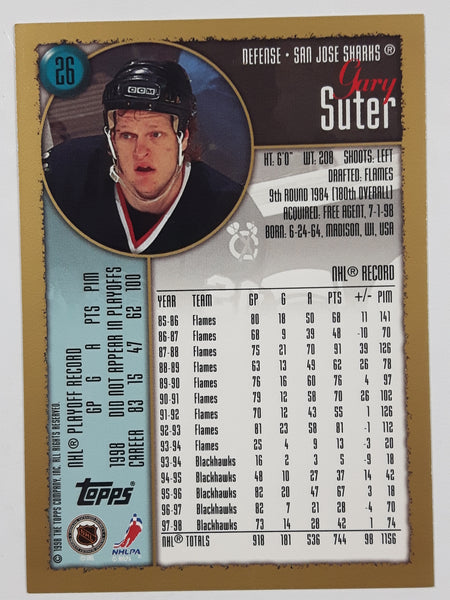 26
DEFENSE • SAN JOSE SHARKS®
Gary
Suter
CCM
HT: 6'0" WT: 208 SHOOTS: LEFT
DRAFTED: FLAMES
9TH ROUND 1984 (180TH OVERALL)
ACQUIRED: FREE AGENT, 7-1-98
BORN: 6-24-64, MADISON, WI, USA
NHL® RECORD
YEAR TEAM GP G A PTS +/- PIM
85-86 Flames 80 18 50 68 11 141
86-87 Flames 68 9 39 48 -10 70
87-88 Flames 75 21 70 91 39 126
88-89 Flames 63 13 49 62 26 78
89-90 Flames 76 16 60 76 4 97
90-91 Flames 79 12 58 70 26 102
91-92 Flames 70 12 43 55 1 126
92-93 Flames 81 23 58 81 -1 112
93-94 Flames 25 4 9 13 -3 20
93-94 Blackhawks 16 2 3 5 -9 18
94-95 Blackhawks 48 10 27 37 14 42
95-96 Blackhawks 82 20 47 67 3 80
96-97 Blackhawks 82 7 21 28 -4 70
97-98 Blackhawks 73 14 28 42 1 74
NHL® TOTALS 918 181 536 744 98 1156
NHL® PLAYOFF RECORD
GP G A PTS PIM
1998 DID NOT APPEAR IN PLAYOFFS
CAREER 83 15 47 62 100
© 1998 THE TOPPS COMPANY, INC. ALL RIGHTS RESERVED.
TOPPS®
NHL
NHLPA